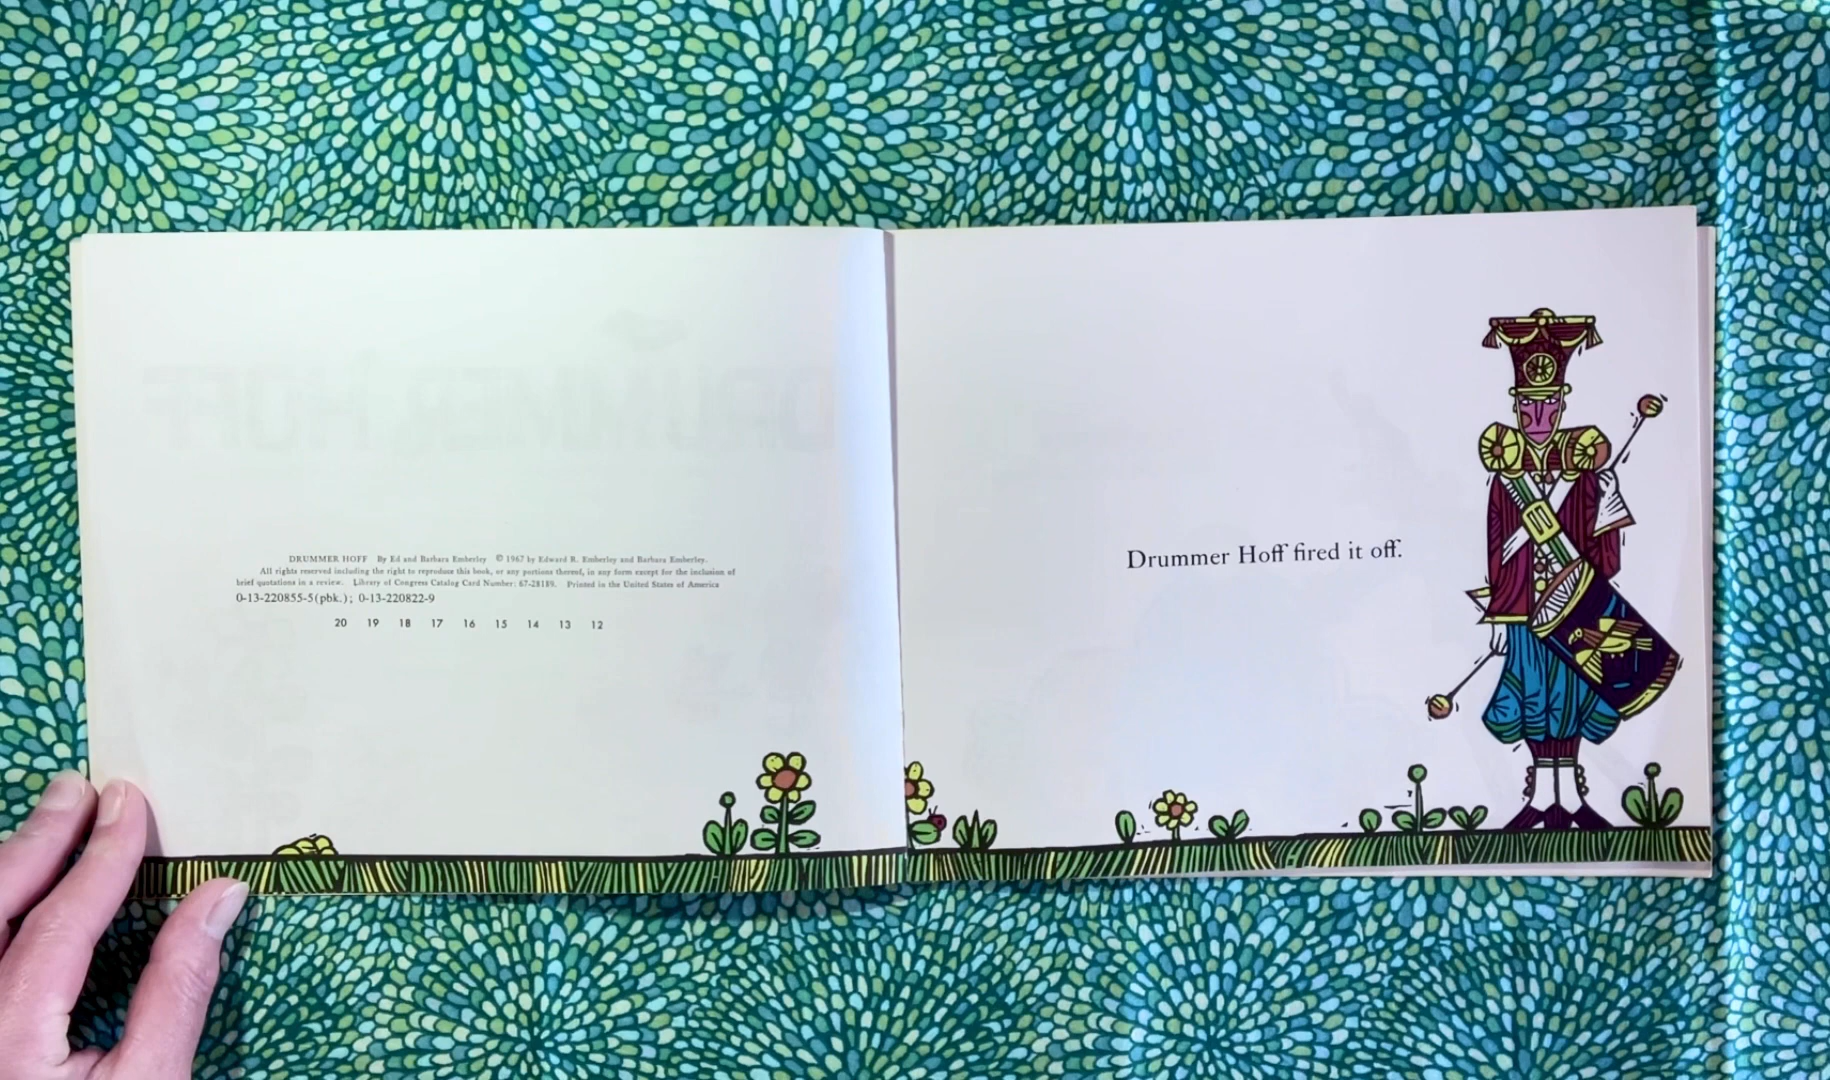 DRUMMER HOFF By Ed and Barbara Emberley © 1967 by Edward R. Emberley and Barbara Emberley.
All rights reserved including the right to reproduce this book, or any portions thereof, in any form except for the inclusion of
brief quotations in a review. Library of Congress Catalog Card Number: 67-28189. Printed in the United States of America
0-13-220855-5(pbk.); 0-13-220822-9
20 19 18 17 16 15 14 13 12
Drummer Hoff fired it off.